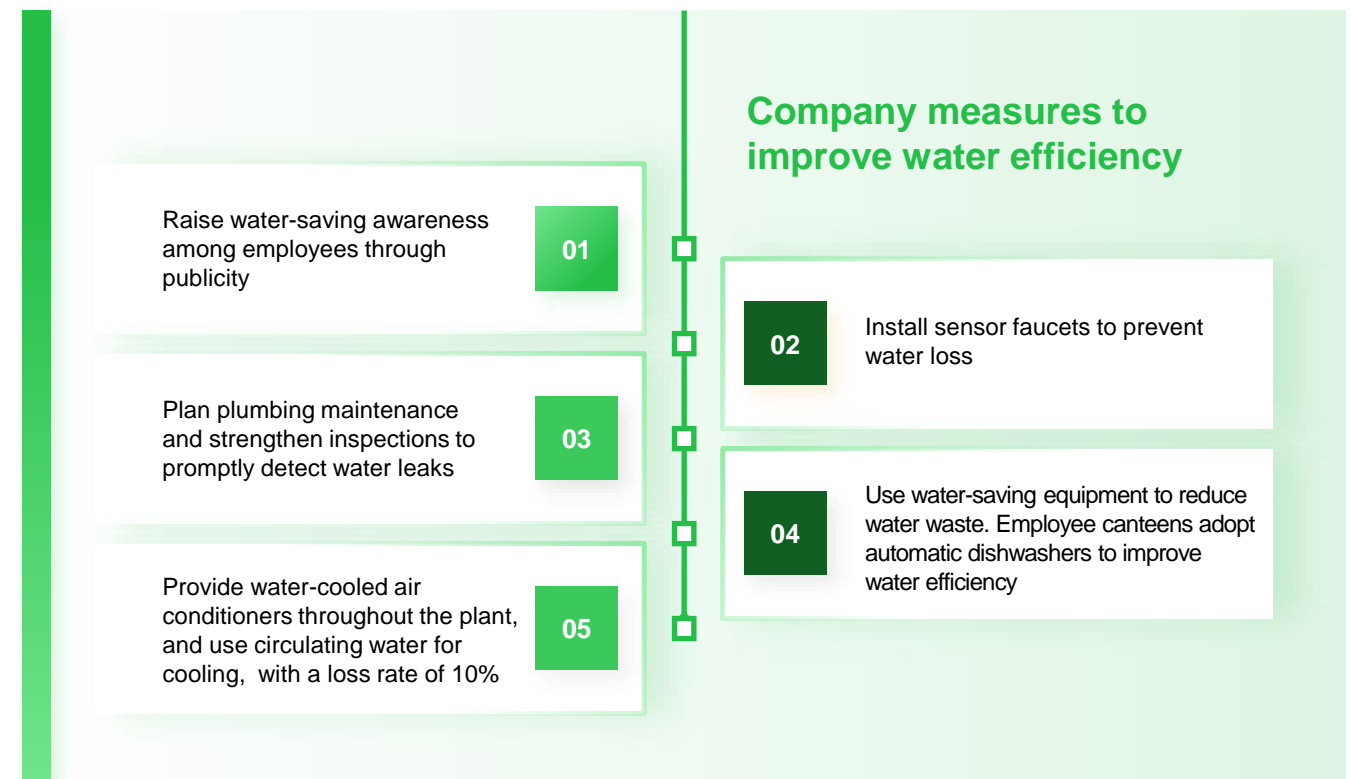 Company measures to
improve water efficiency
Raise water-saving awareness
among employees through
publicity
01
02
Install sensor faucets to prevent
water loss
Plan plumbing maintenance
and strengthen inspections to
promptly detect water leaks
03
04
Use water-saving equipment to reduce
water waste. Employee canteens adopt
automatic dishwashers to improve
water efficiency
Provide water-cooled air
conditioners throughout the plant,
and use circulating water for
cooling,  with a loss rate of 10%
05